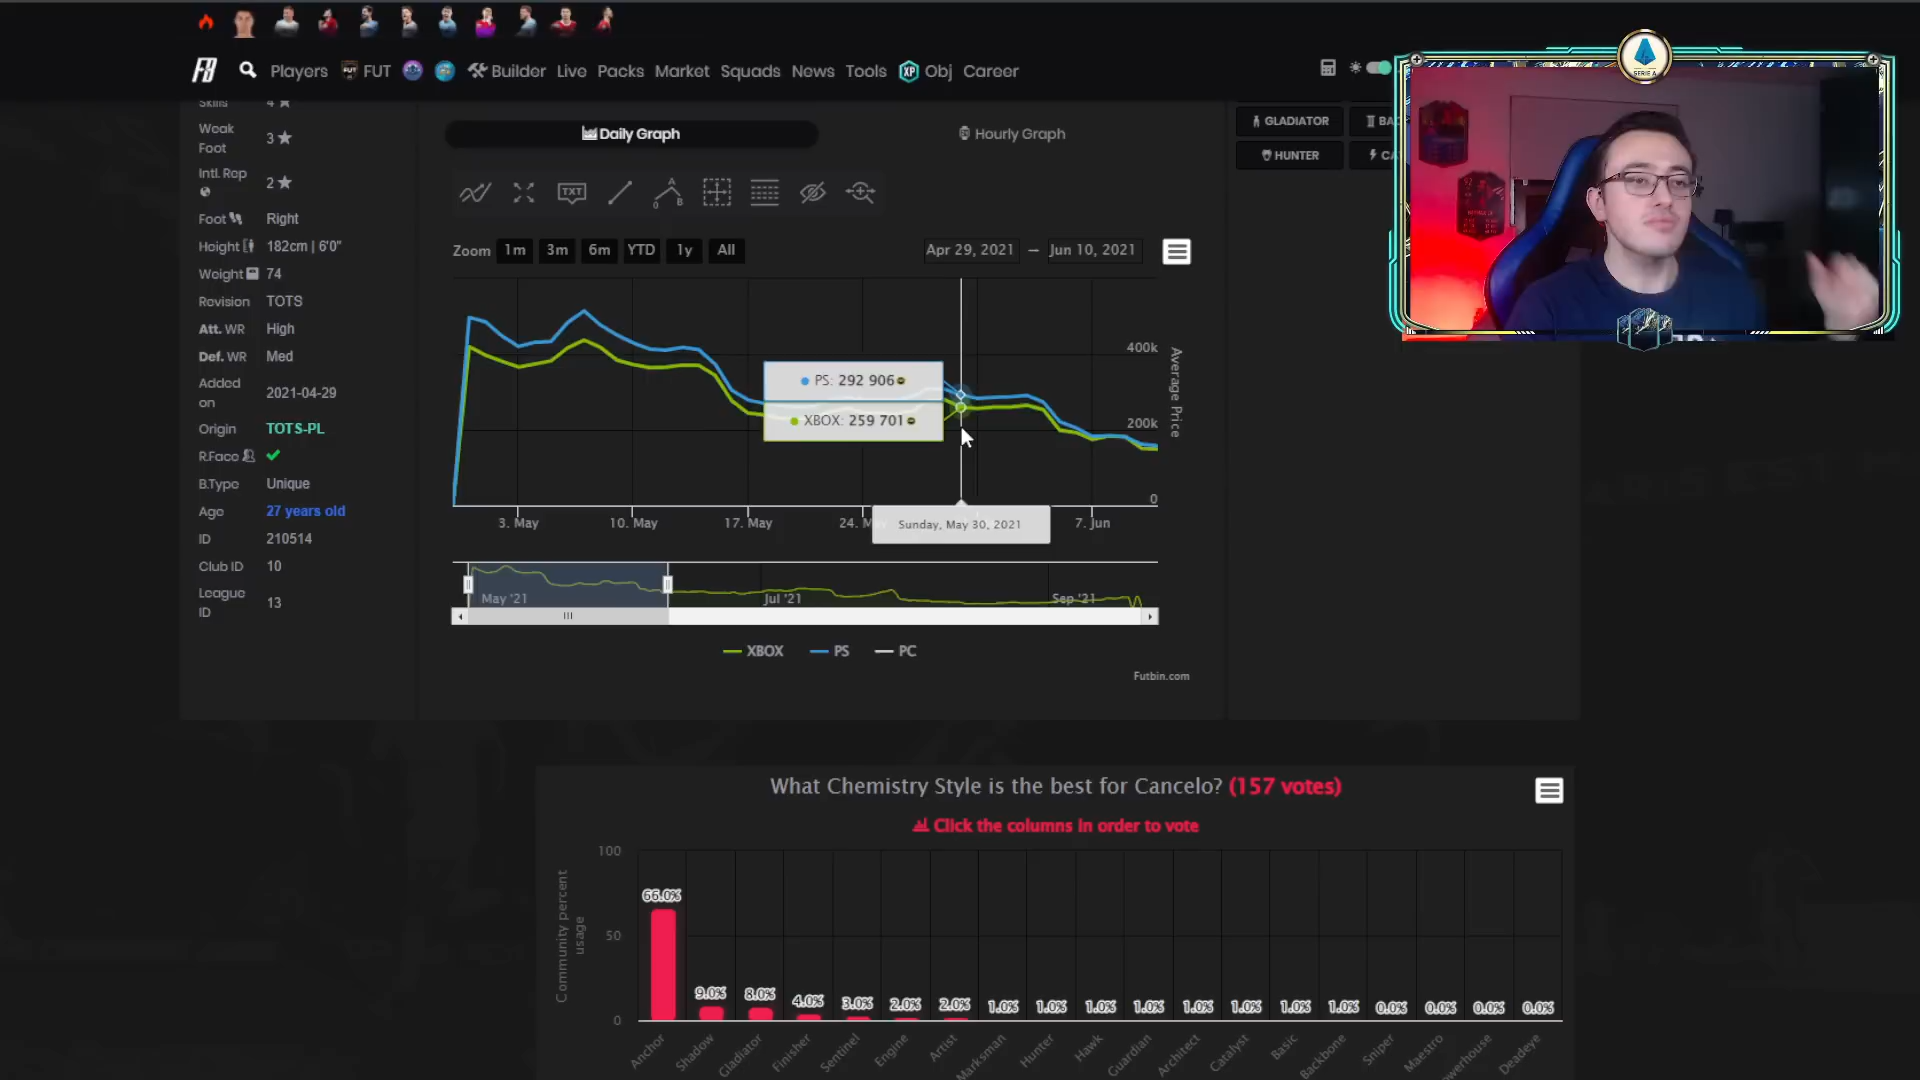 Players FUT Builder Live Packs Market Squads News Tools XP Obj Career
SERIE A
Skills 4
Weak Foot 3
Intl. Rep 2
Foot Right
Height 182cm | 6'0"
Weight 74
Revision TOTS
Att. WR High
Def. WR Med
Added on 2021-04-29
Origin TOTS-PL
R.Face
B.Type Unique
Age 27 years old
ID 210514
Club ID 10
League ID 13
Daily Graph Hourly Graph
TXT
Zoom 1m 3m 6m YTD 1y All
Apr 29, 2021 – Jun 10, 2021
PS: 292 906
XBOX: 259 701
400k
200k
0
Average Price
3. May 10. May 17. May 24. 7. Jun
Sunday, May 30, 2021
May '21 Jul '21 Sep '21
XBOX PS PC
Futbin.com
GLADIATOR
HUNTER
What Chemistry Style is the best for Cancelo? (157 votes)
Click the columns in order to vote
Community percent usage
100
50
0
66.0% 9.0% 8.0% 4.0% 3.0% 2.0% 2.0% 1.0% 1.0% 1.0% 1.0% 1.0% 1.0% 1.0% 1.0% 0.0% 0.0% 0.0% 0.0%
Anchor Shadow Gladiator Finisher Sentinel Engine Artist Marksman Hunter Hawk Guardian Architect Catalyst Basic Backbone Sniper Maestro owerhouse Deadeye